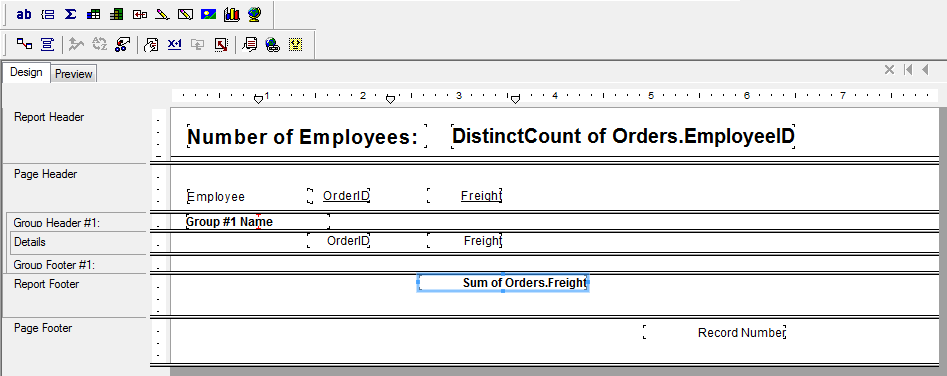 ab Σ
X+1
Design Preview
1 2 3 4 5 6 7
Report Header
Number of Employees: DistinctCount of Orders.EmployeeID
Page Header
Employee OrderID Freight
Group Header #1:
Group #1 Name
Details
OrderID Freight
Group Footer #1:
Report Footer
Sum of Orders.Freight
Page Footer
Record Number